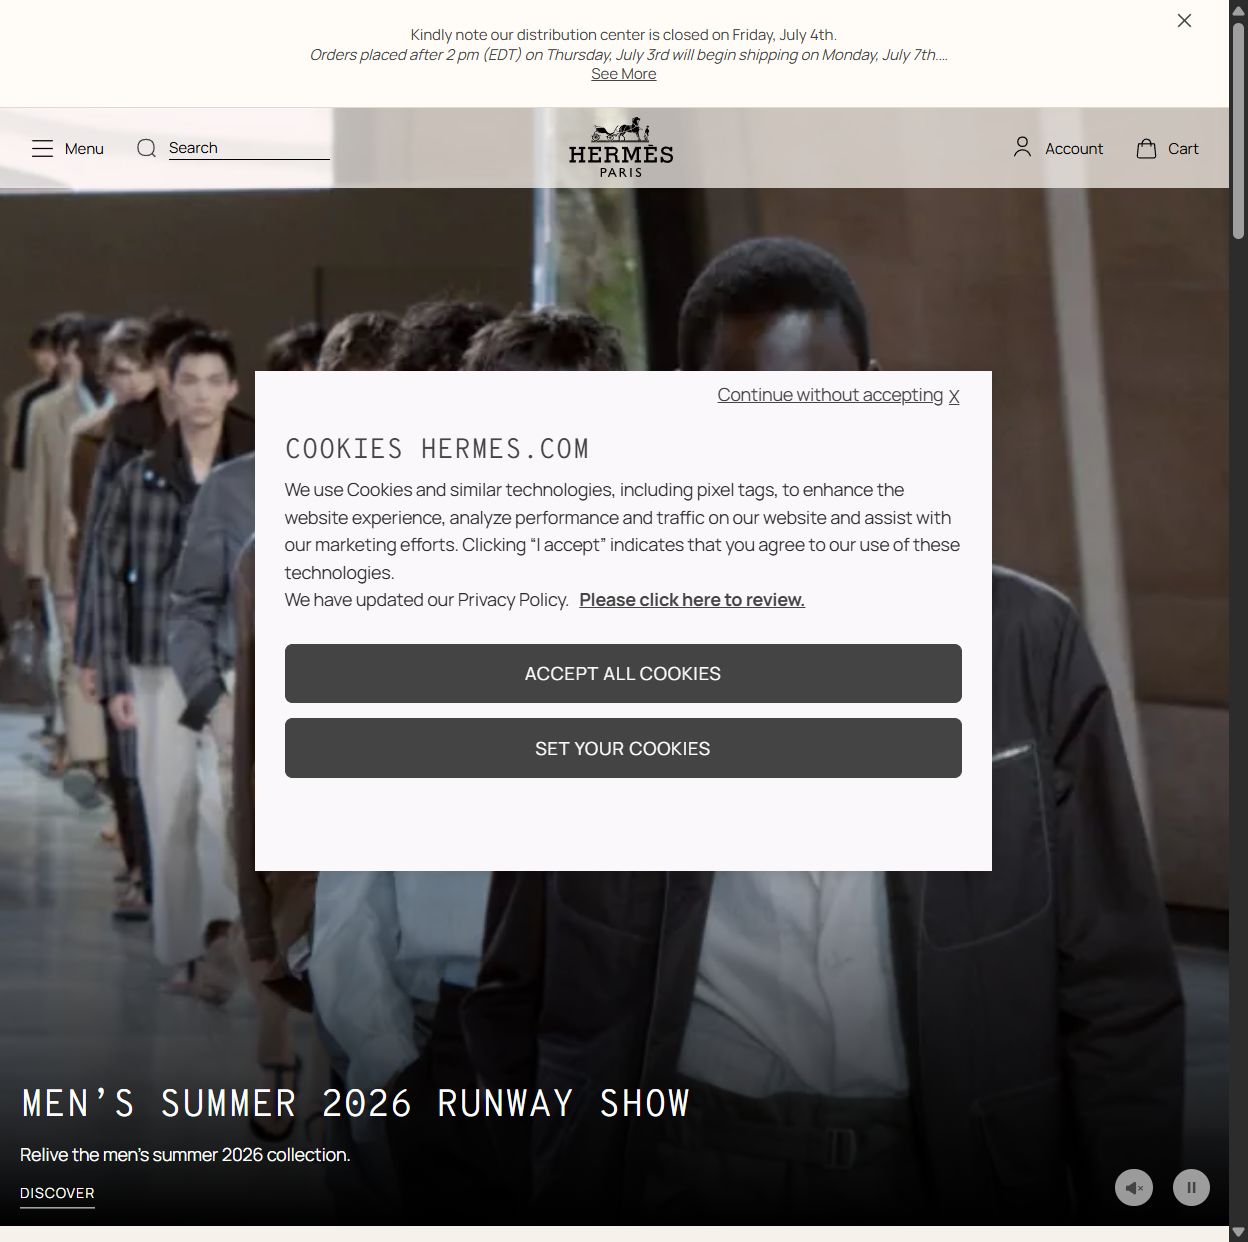 Kindly note our distribution center is closed on Friday, July 4th.
Orders placed after 2 pm (EDT) on Thursday, July 3rd will begin shipping on Monday, July 7th....
See More
Menu
Search
HERMÈS
PARIS
Account
Cart
Continue without accepting X
COOKIES HERMES.COM
We use Cookies and similar technologies, including pixel tags, to enhance the
website experience, analyze performance and traffic on our website and assist with
our marketing efforts. Clicking “I accept” indicates that you agree to our use of these
technologies.
We have updated our Privacy Policy. Please click here to review.
ACCEPT ALL COOKIES
SET YOUR COOKIES
MEN’S SUMMER 2026 RUNWAY SHOW
Relive the men’s summer 2026 collection.
DISCOVER